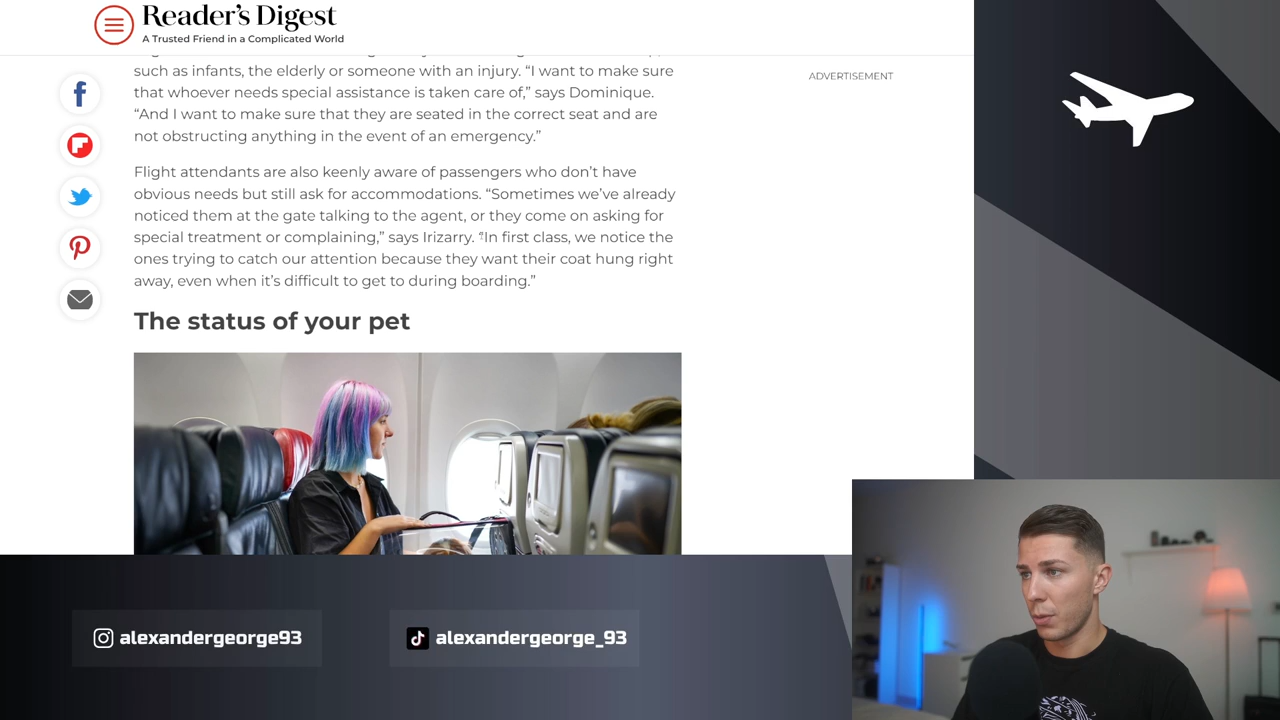 Reader's Digest
A Trusted Friend in a Complicated World
such as infants, the elderly or someone with an injury. “I want to make sure
that whoever needs special assistance is taken care of,” says Dominique.
“And I want to make sure that they are seated in the correct seat and are
not obstructing anything in the event of an emergency.”
Flight attendants are also keenly aware of passengers who don’t have
obvious needs but still ask for accommodations. “Sometimes we’ve already
noticed them at the gate talking to the agent, or they come on asking for
special treatment or complaining,” says Irizarry. “In first class, we notice the
ones trying to catch our attention because they want their coat hung right
away, even when it’s difficult to get to during boarding.”
The status of your pet
ADVERTISEMENT
alexandergeorge93
alexandergeorge_93